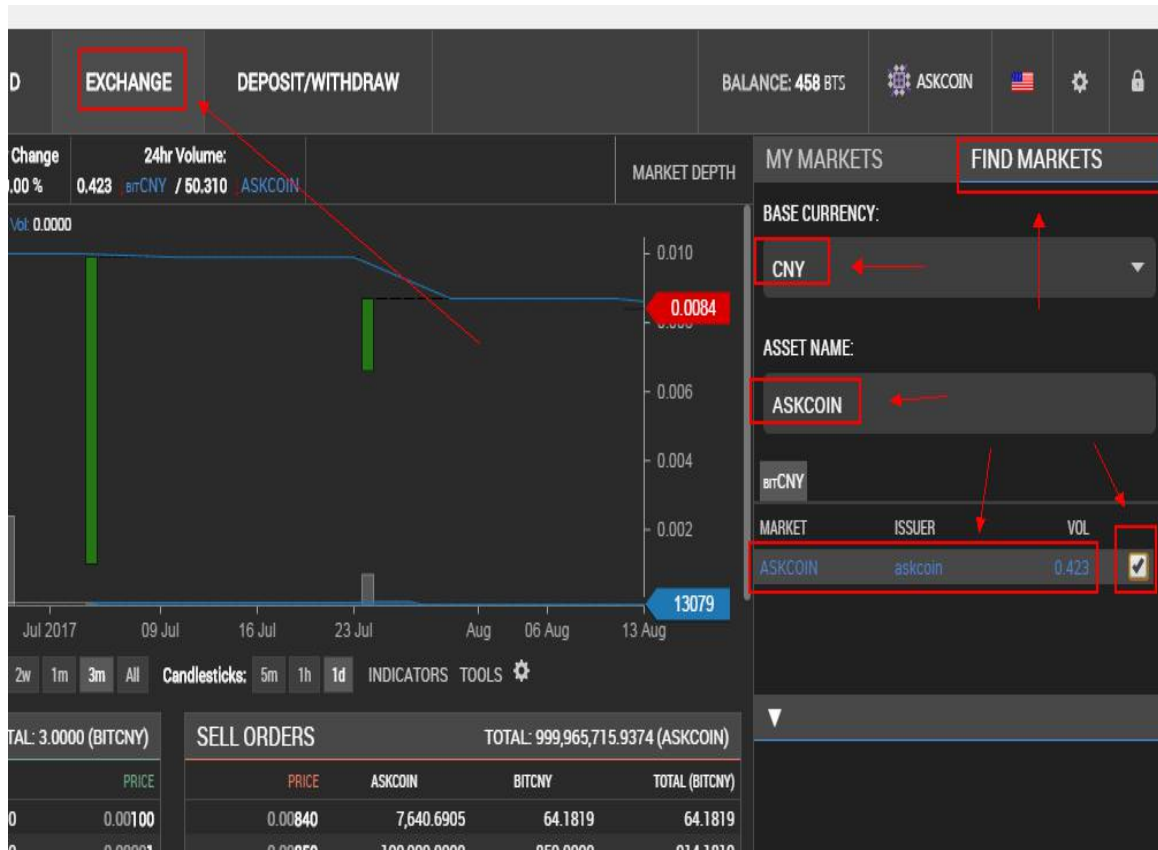 D EXCHANGE DEPOSIT/WITHDRAW BALANCE: 458 BTS ASKCOIN
Change 24hr Volume:
.00 % 0.423 BITCNY / 50.310 ASKCOIN
MARKET DEPTH
Vol: 0.0000
0.010
0.0084
0.006
0.004
0.002
13079
Jul 2017 09 Jul 16 Jul 23 Jul Aug 06 Aug 13 Aug
2w 1m 3m All Candlesticks: 5m 1h 1d INDICATORS TOOLS
TAL: 3.0000 (BITCNY)
PRICE
0 0.00100
SELL ORDERS TOTAL: 999,965,715.9374 (ASKCOIN)
PRICE ASKCOIN BITCNY TOTAL (BITCNY)
0.00840 7,640.6905 64.1819 64.1819
MY MARKETS FIND MARKETS
BASE CURRENCY:
CNY
ASSET NAME:
ASKCOIN
BITCNY
MARKET ISSUER VOL
ASKCOIN askcoin 0.423